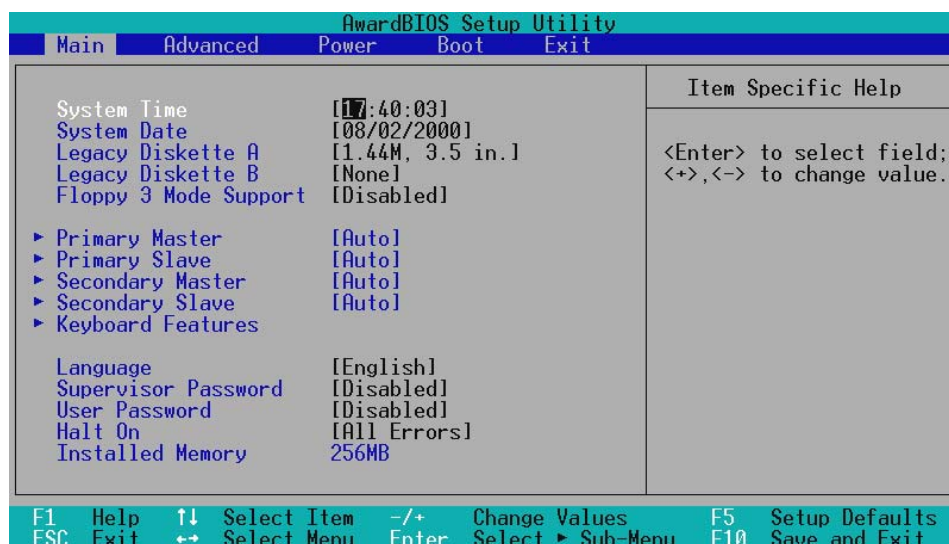 AwardBIOS Setup Utility
Main Advanced Power Boot Exit
Item Specific Help
System Time [17:40:03]
System Date [08/02/2000]
Legacy Diskette A [1.44M, 3.5 in.]
Legacy Diskette B [None]
Floppy 3 Mode Support [Disabled]
<Enter> to select field;
<+>,<-> to change value.
► Primary Master [Auto]
► Primary Slave [Auto]
► Secondary Master [Auto]
► Secondary Slave [Auto]
► Keyboard Features
Language [English]
Supervisor Password [Disabled]
User Password [Disabled]
Halt On [All Errors]
Installed Memory 256MB
F1 Help ↑↓ Select Item -/+ Change Values F5 Setup Defaults
ESC Exit ←→ Select Menu Enter Select ► Sub-Menu F10 Save and Exit